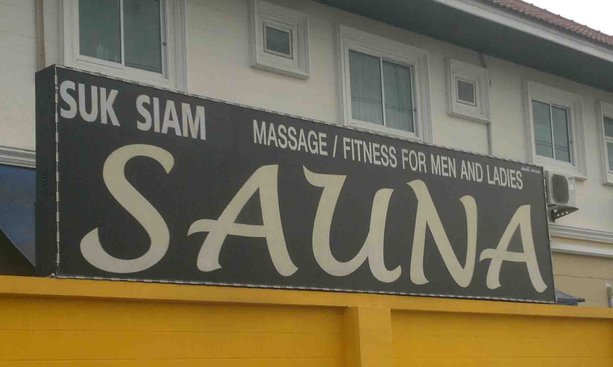 SUK SIAM
MASSAGE / FITNESS FOR MEN AND LADIES
SAUNA